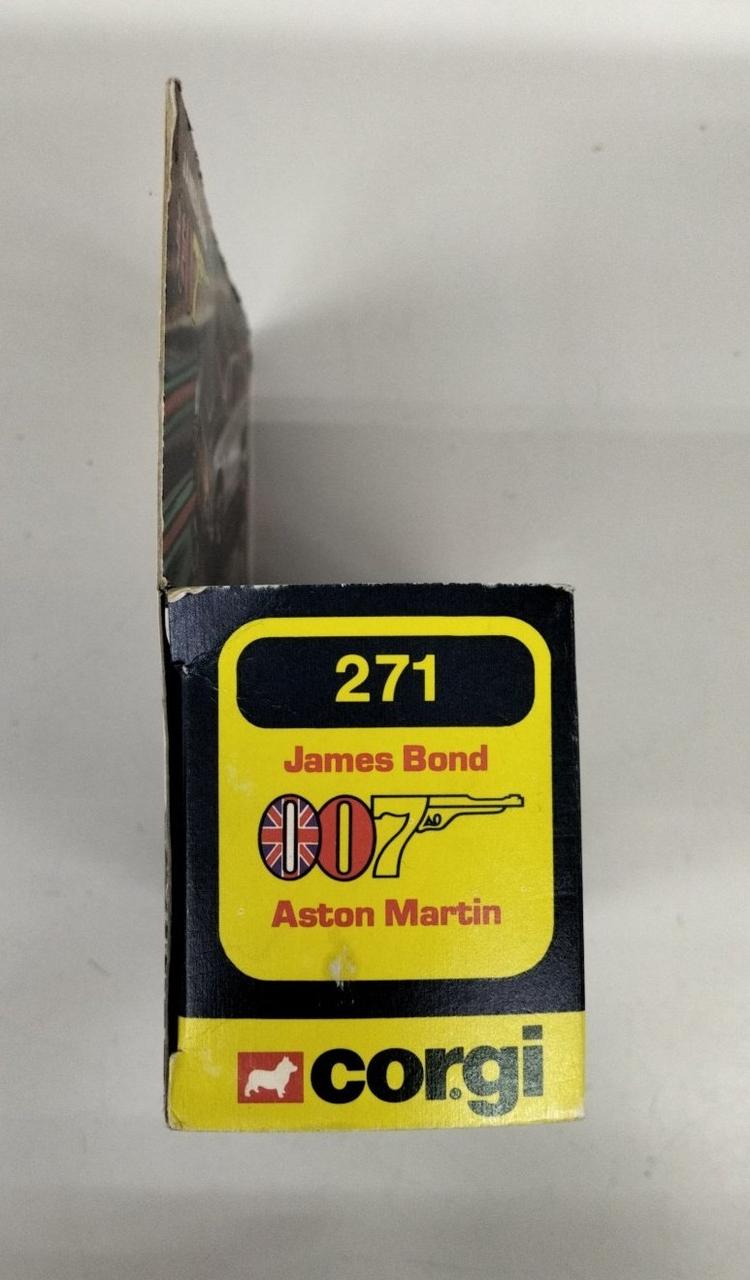 271
James Bond
007
Aston Martin
corgi